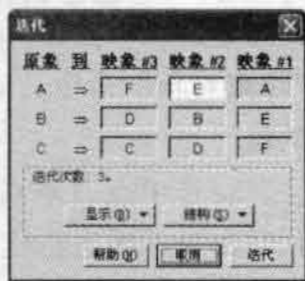 迭代
原象 到 映象 #3 映象 #2 映象 #1
A ⇒ F E A
B ⇒ D B E
C ⇒ C D F
迭代次数: 3。
显示(D) 结构(S)
帮助(H) 取消 迭代